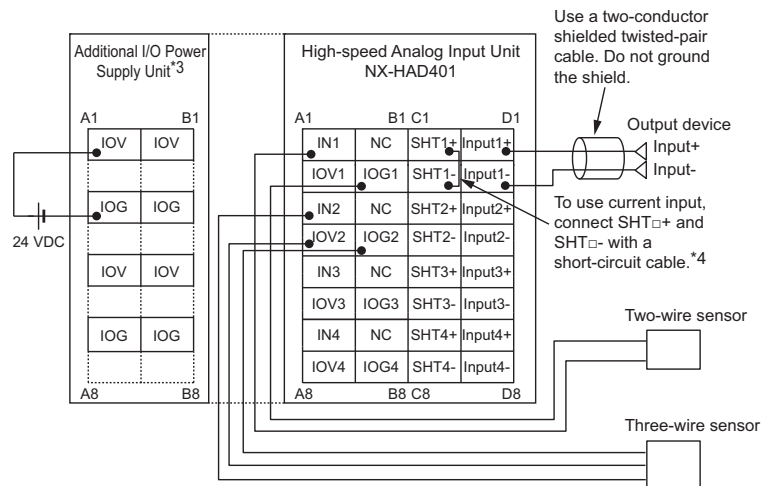 Use a two-conductor
shielded twisted-pair
cable. Do not ground
the shield.
Additional I/O Power
Supply Unit*3
High-speed Analog Input Unit
NX-HAD401
A1 B1
A1 B1 C1 D1
Output device
IOV IOV
IN1 NC SHT1+ Input1+
Input+
IOV1 IOG1 SHT1- Input1-
Input-
IOG IOG
IN2 NC SHT2+ Input2+
To use current input,
connect SHT□+ and
SHT□- with a
short-circuit cable.*4
24 VDC
IOV2 IOG2 SHT2- Input2-
IOV IOV
IN3 NC SHT3+ Input3+
IOV3 IOG3 SHT3- Input3-
IOG IOG
IN4 NC SHT4+ Input4+
IOV4 IOG4 SHT4- Input4-
Two-wire sensor
A8 B8
A8 B8 C8 D8
Three-wire sensor